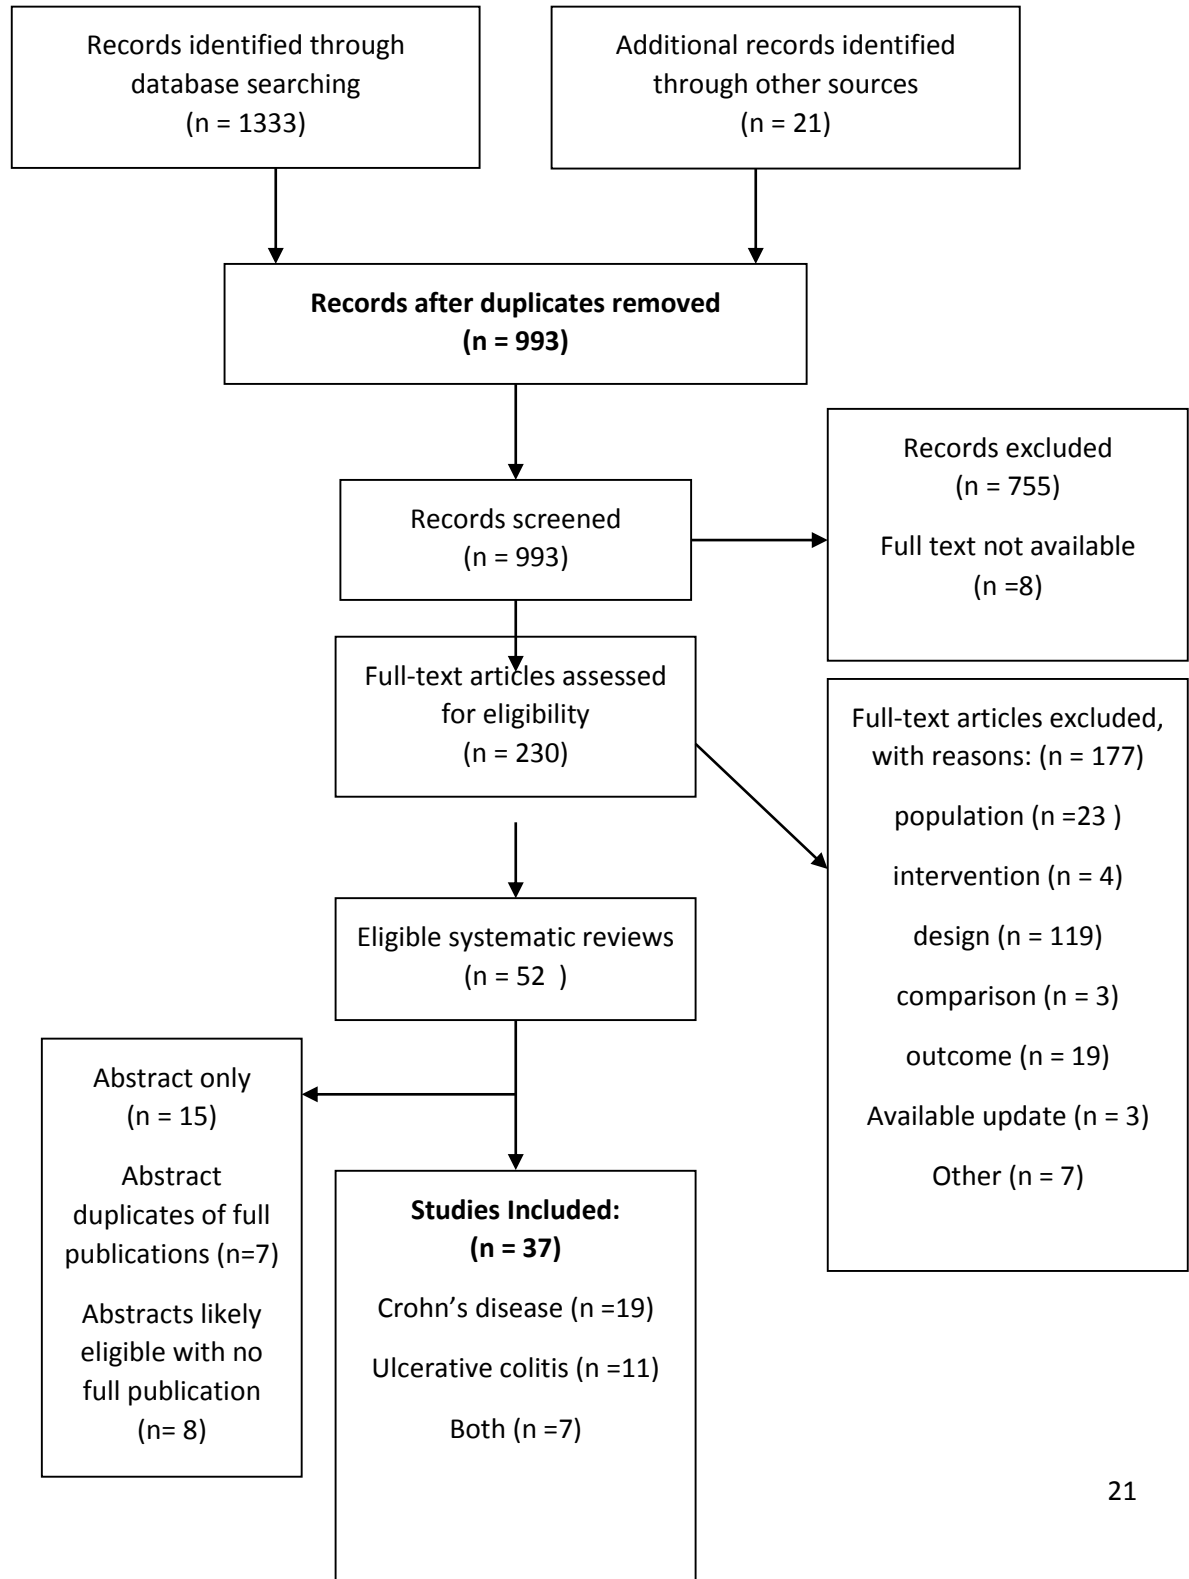 Records identified through
database searching
(n = 1333)
Additional records identified
through other sources
(n = 21)
Records after duplicates removed
(n = 993)
Records screened
(n = 993)
Records excluded
(n = 755)
Full text not available
(n =8)
Full-text articles assessed
for eligibility
(n = 230)
Full-text articles excluded,
with reasons: (n = 177)
population (n =23 )
intervention (n = 4)
design (n = 119)
comparison (n = 3)
outcome (n = 19)
Available update (n = 3)
Other (n = 7)
Eligible systematic reviews
(n = 52  )
Abstract only
(n = 15)
Abstract
duplicates of full
publications (n=7)
Abstracts likely
eligible with no
full publication
(n= 8)
Studies Included:
(n = 37)
Crohn’s disease (n =19)
Ulcerative colitis (n =11)
Both (n =7)
21